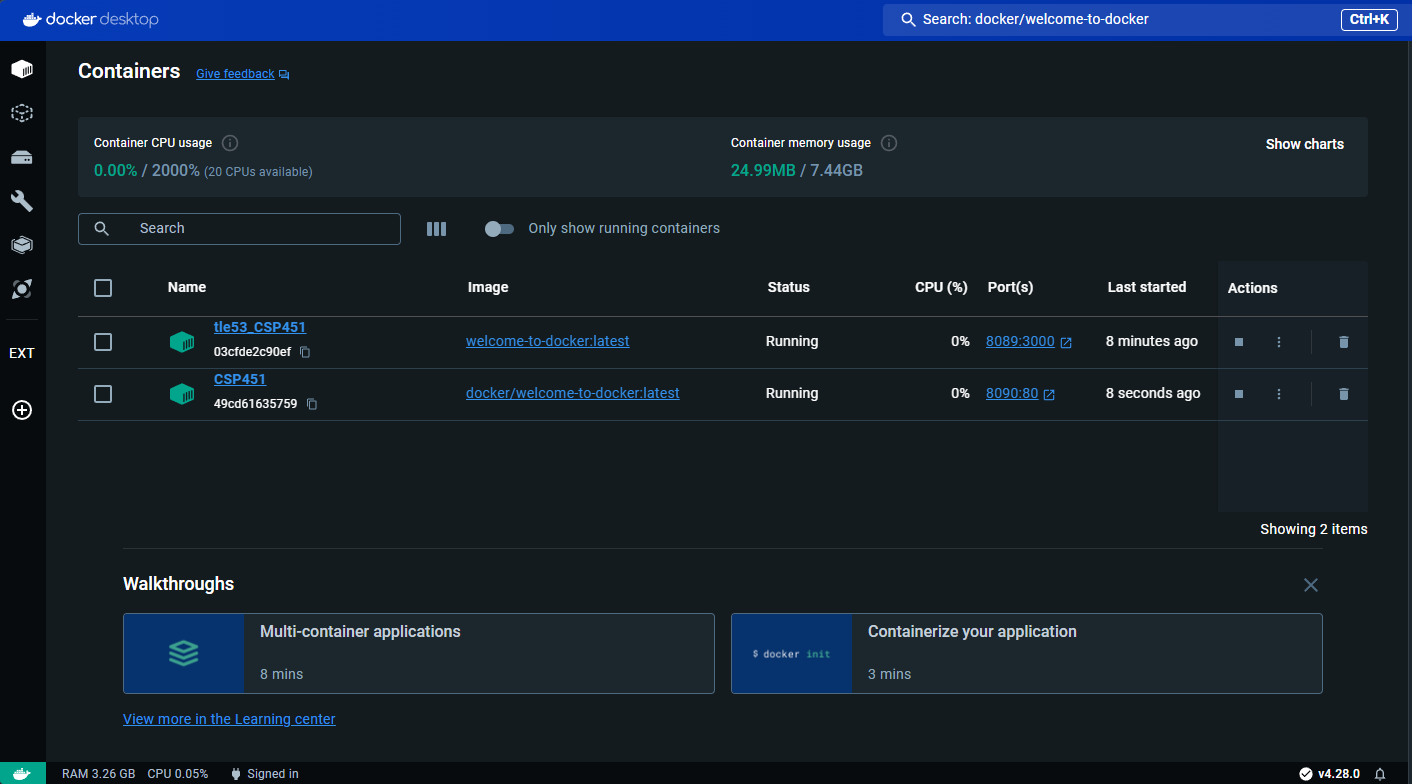 docker desktop
Search: docker/welcome-to-docker Ctrl+K
Containers Give feedback
Container CPU usage
0.00% / 2000% (20 CPUs available)
Container memory usage
24.99MB / 7.44GB
Show charts
Search
Only show running containers
Name Image Status CPU (%) Port(s) Last started Actions
tle53_CSP451
03cfde2c90ef
welcome-to-docker:latest Running 0% 8089:3000 8 minutes ago
CSP451
49cd61635759
docker/welcome-to-docker:latest Running 0% 8090:80 8 seconds ago
EXT
Showing 2 items
Walkthroughs
Multi-container applications
8 mins
$ docker init
Containerize your application
3 mins
View more in the Learning center
RAM 3.26 GB CPU 0.05% Signed in v4.28.0